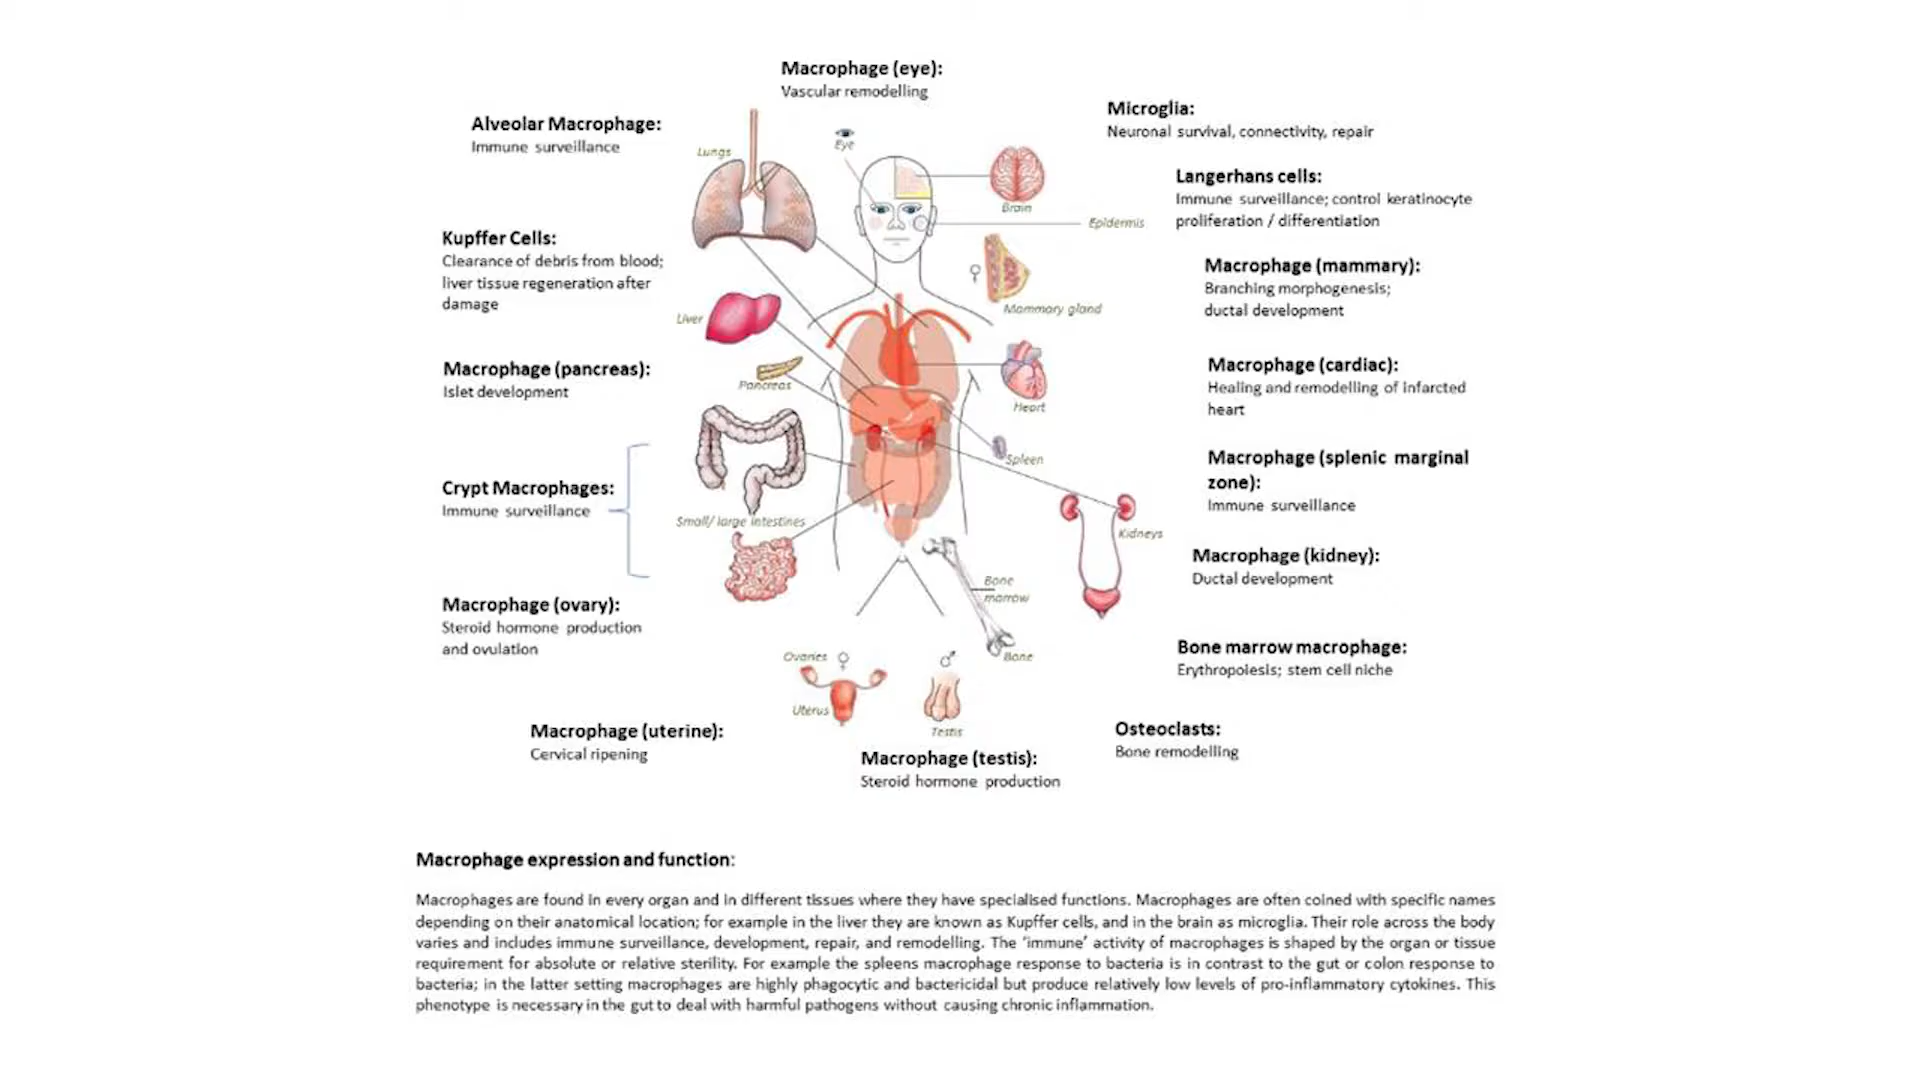 Macrophage (eye):
Vascular remodelling
Alveolar Macrophage:
Immune surveillance
Microglia:
Neuronal survival, connectivity, repair
Lungs
Eye
Brain
Epidermis
Langerhans cells:
Immune surveillance; control keratinocyte
proliferation / differentiation
Kupffer Cells:
Clearance of debris from blood;
liver tissue regeneration after
damage
Liver
♀
Mammary gland
Macrophage (mammary):
Branching morphogenesis;
ductal development
Macrophage (pancreas):
Islet development
Pancreas
Heart
Macrophage (cardiac):
Healing and remodelling of infarcted
heart
Spleen
Macrophage (splenic marginal
zone):
Immune surveillance
Crypt Macrophages:
Immune surveillance
Small/ large intestines
Kidneys
Macrophage (kidney):
Ductal development
Bone
marrow
Bone
Macrophage (ovary):
Steroid hormone production
and ovulation
Ovaries ♀
Uterus
♂
Testis
Bone marrow macrophage:
Erythropoiesis; stem cell niche
Macrophage (uterine):
Cervical ripening
Macrophage (testis):
Steroid hormone production
Osteoclasts:
Bone remodelling
Macrophage expression and function:
Macrophages are found in every organ and in different tissues where they have specialised functions. Macrophages are often coined with specific names
depending on their anatomical location; for example in the liver they are known as Kupffer cells, and in the brain as microglia. Their role across the body
varies and includes immune surveillance, development, repair, and remodelling. The 'immune' activity of macrophages is shaped by the organ or tissue
requirement for absolute or relative sterility. For example the spleens macrophage response to bacteria is in contrast to the gut or colon response to
bacteria; in the latter setting macrophages are highly phagocytic and bactericidal but produce relatively low levels of pro-inflammatory cytokines. This
phenotype is necessary in the gut to deal with harmful pathogens without causing chronic inflammation.